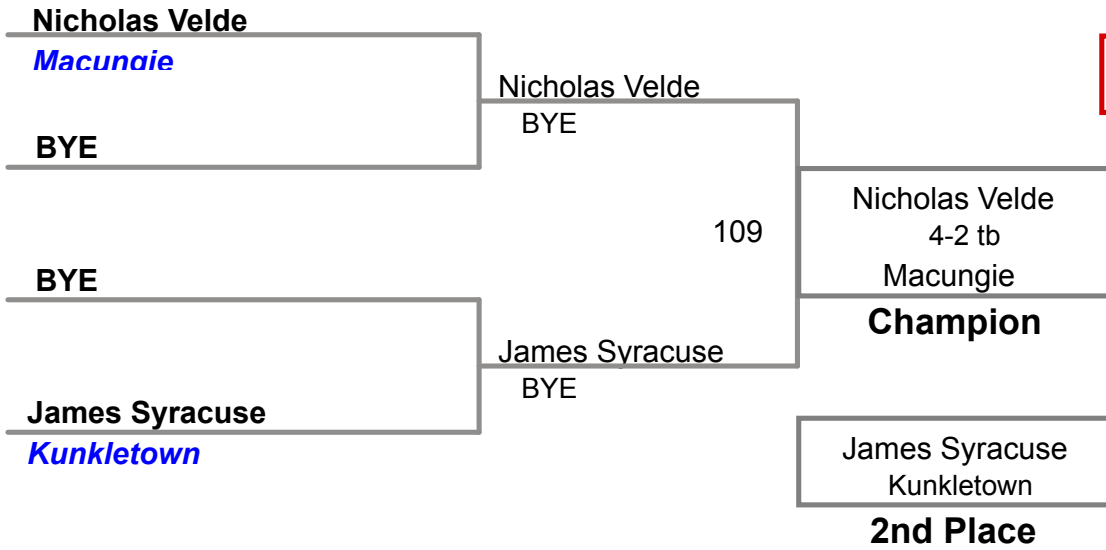 Nicholas Velde
Macungie
BYE
Nicholas Velde
BYE
BYE
James Syracuse
Kunkletown
James Syracuse
BYE
109
Nicholas Velde
4-2 tb
Macungie
Champion
James Syracuse
Kunkletown
2nd Place